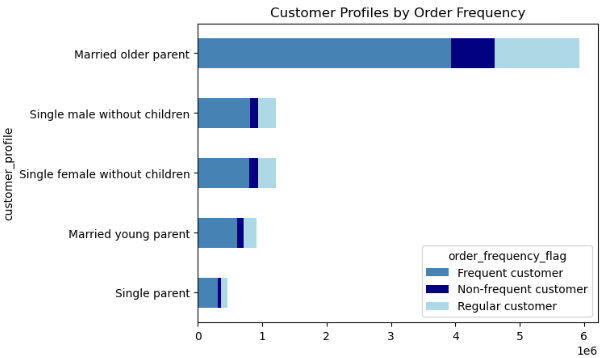 Customer Profiles by Order Frequency
customer_profile
Married older parent
Single male without children
Single female without children
Married young parent
Single parent
order_frequency_flag
Frequent customer
Non-frequent customer
Regular customer
0 1 2 3 4 5 6
1e6